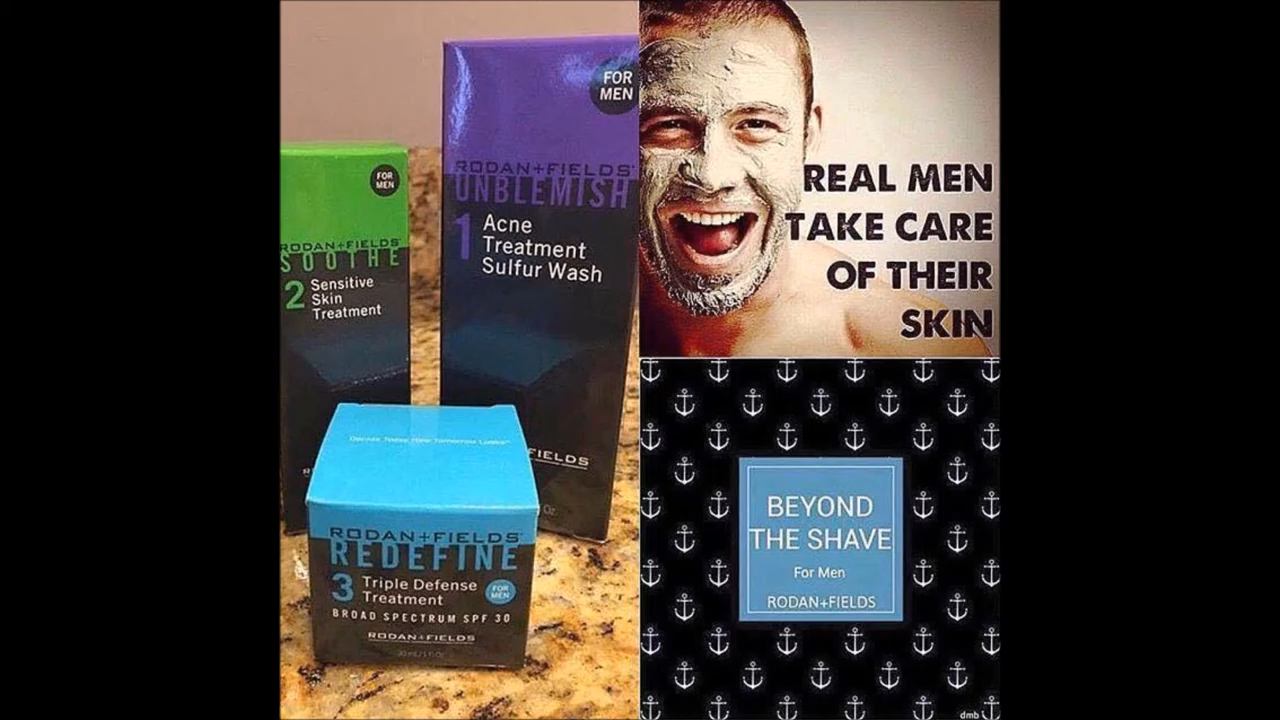 FOR
MEN
RODAN+FIELDS
SOOTHE
2 Sensitive
Skin
Treatment
FOR
MEN
RODAN+FIELDS
UNBLEMISH
1 Acne
Treatment
Sulfur Wash
FIELDS
Oz.
RODAN+FIELDS
REDEFINE
3 Triple Defense
Treatment
FOR
MEN
BROAD SPECTRUM SPF 30
RODAN+FIELDS
REAL MEN
TAKE CARE
OF THEIR
SKIN
BEYOND
THE SHAVE
For Men
RODAN+FIELDS
dmb